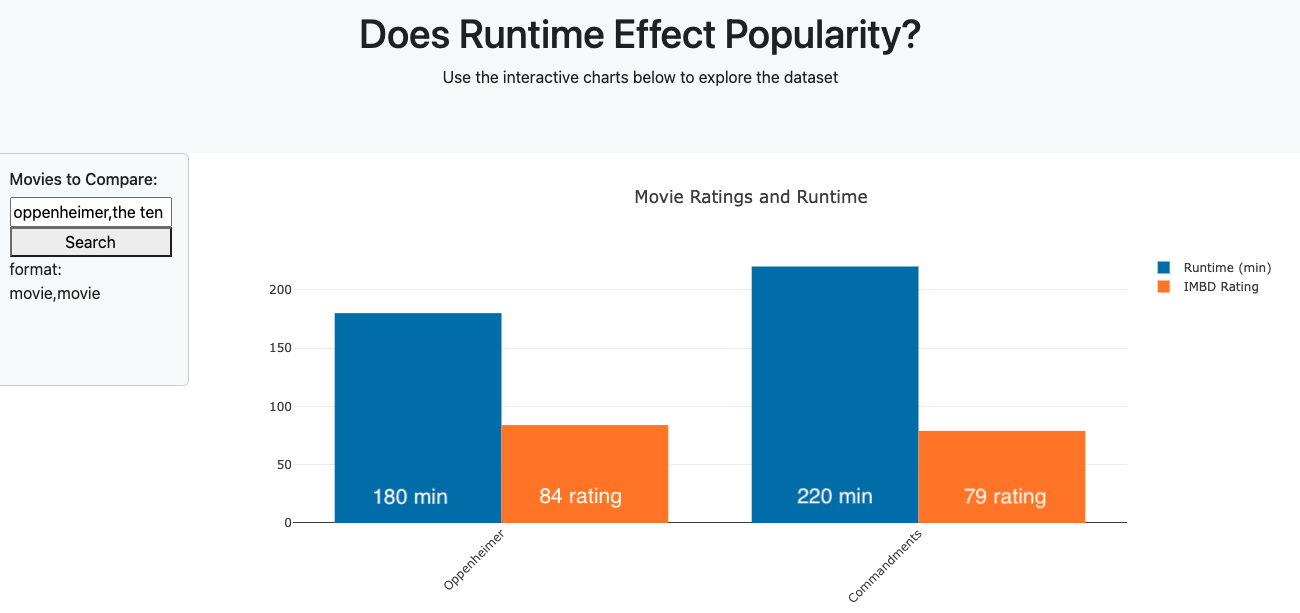 Does Runtime Effect Popularity?
Use the interactive charts below to explore the dataset
Movies to Compare:
oppenheimer,the ten
Search
format:
movie,movie
Movie Ratings and Runtime
Runtime (min)
IMBD Rating
200
150
100
50
0
180 min
84 rating
220 min
79 rating
Oppenheimer
Commandments